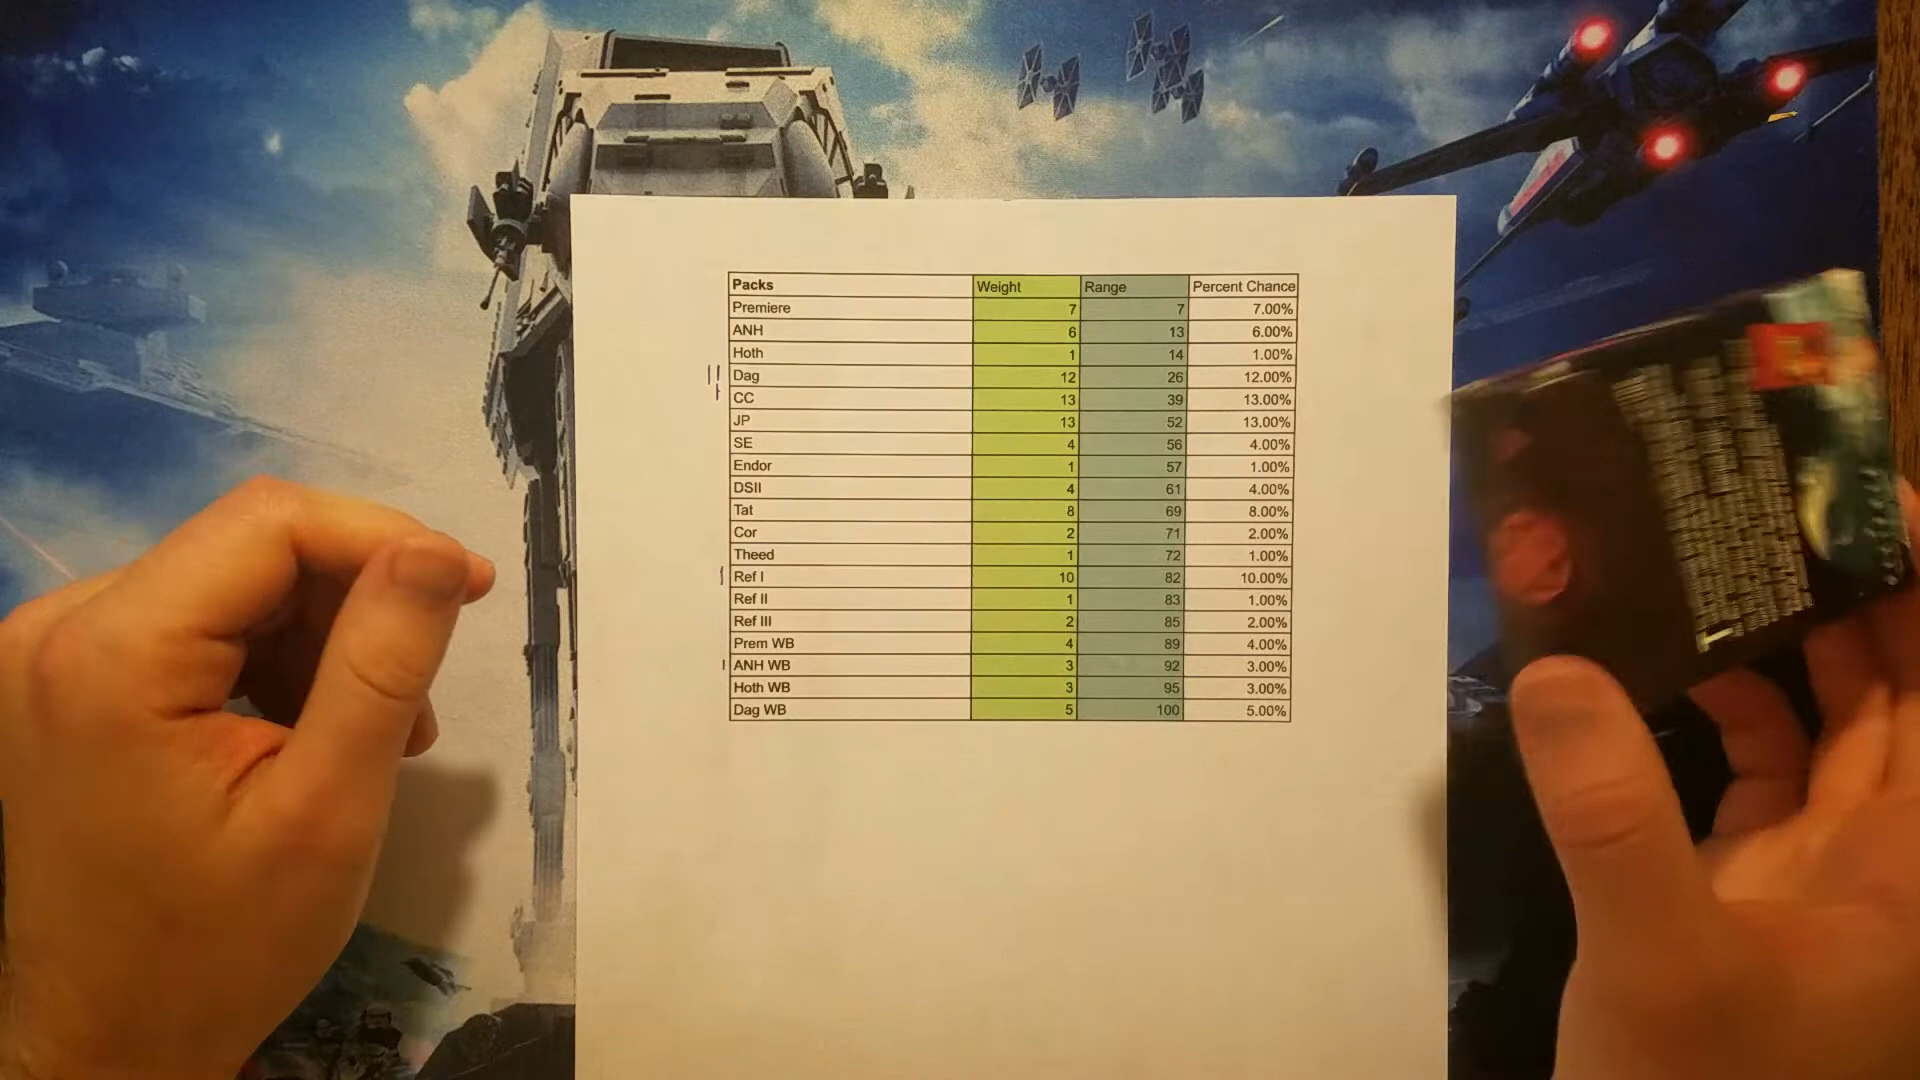 Packs Weight Range Percent Chance
Premiere 7 7 7.00%
ANH 6 13 6.00%
Hoth 1 14 1.00%
Dag 12 26 12.00%
CC 13 39 13.00%
JP 13 52 13.00%
SE 4 56 4.00%
Endor 1 57 1.00%
DSII 4 61 4.00%
Tat 8 69 8.00%
Cor 2 71 2.00%
Theed 1 72 1.00%
Ref I 10 82 10.00%
Ref II 1 83 1.00%
Ref III 2 85 2.00%
Prem WB 4 89 4.00%
ANH WB 3 92 3.00%
Hoth WB 3 95 3.00%
Dag WB 5 100 5.00%